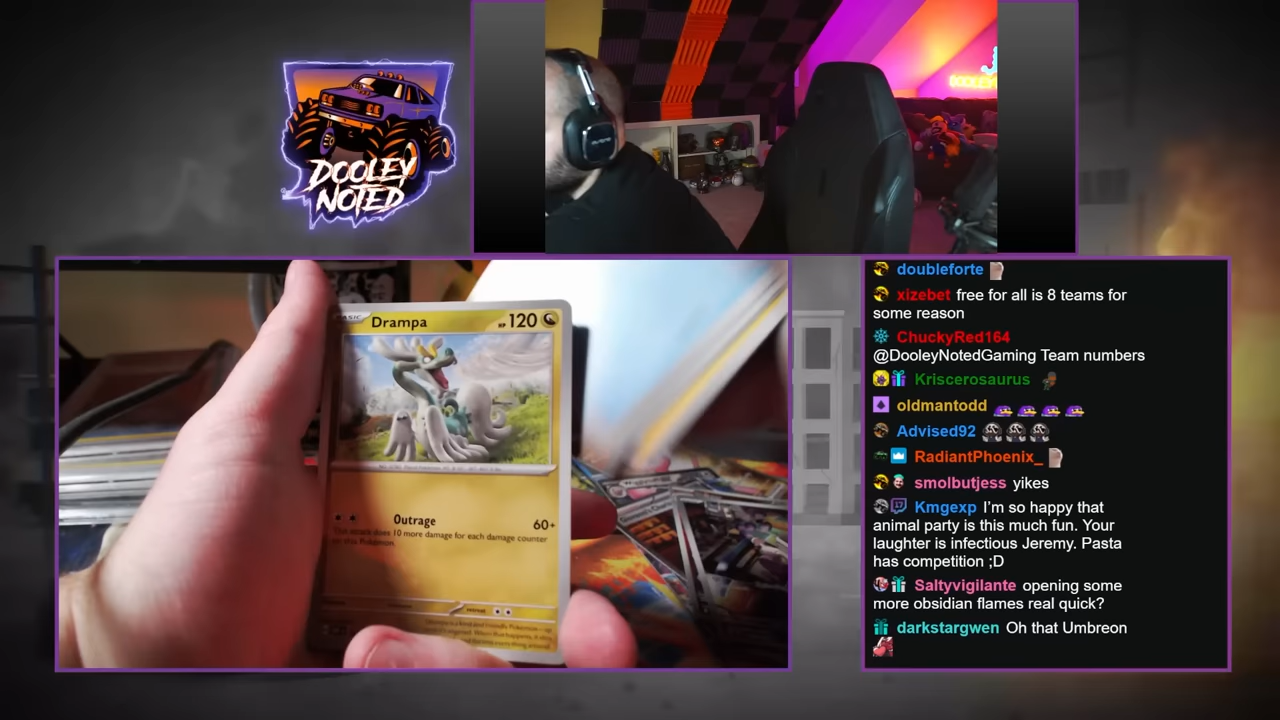 DOOLEY
NOTED
BASIC
Drampa
HP 120
Outrage
60+
This attack does 10 more damage for each damage counter
on this Pokémon.
doubleforte
xizebet free for all is 8 teams for
some reason
ChuckyRed164
@DooleyNotedGaming Team numbers
Kriscerosaurus
oldmantodd
Advised92
RadiantPhoenix_
smolbutjess yikes
Kmgexp I'm so happy that
animal party is this much fun. Your
laughter is infectious Jeremy. Pasta
has competition ;D
Saltyvigilante opening some
more obsidian flames real quick?
darkstargwen Oh that Umbreon